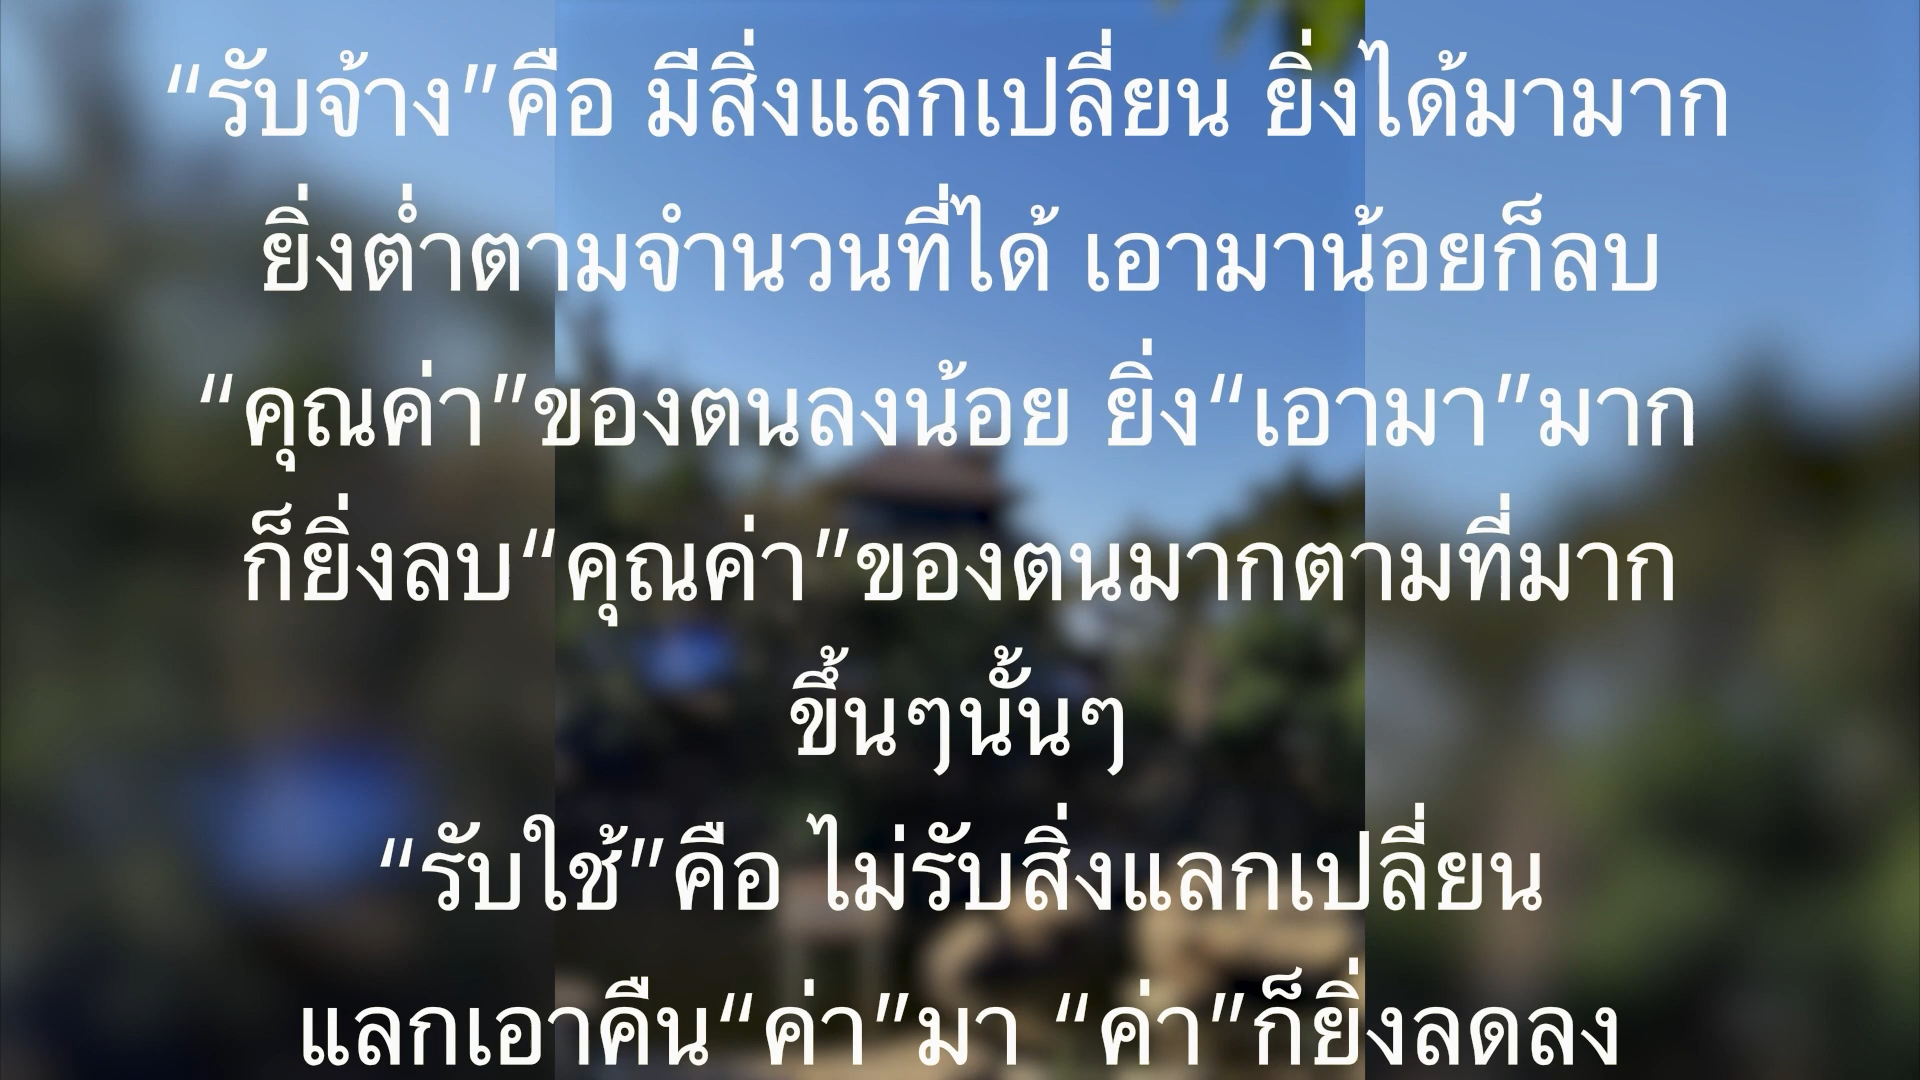 “รับจ้าง”คือ มีสิ่งแลกเปลี่ยน ยิ่งได้มามาก
ยิ่งต่ำตามจำนวนที่ได้ เอามาน้อยก็ลบ
“คุณค่า”ของตนลงน้อย ยิ่ง“เอามา”มาก
ก็ยิ่งลบ“คุณค่า”ของตนมากตามที่มาก
ขึ้นๆนั้นๆ
“รับใช้”คือ ไม่รับสิ่งแลกเปลี่ยน
แลกเอาคืน“ค่า”มา “ค่า”ก็ยิ่งลดลง